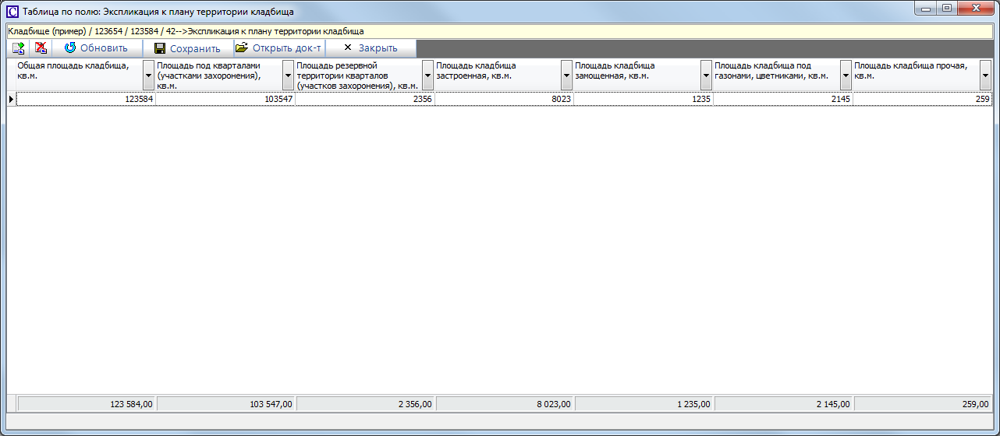 C Таблица по полю: Экспликация к плану территории кладбища
Кладбище (пример) / 123654 / 123584 / 42-->Экспликация к плану территории кладбища
Обновить Сохранить Открыть док-т Закрыть
Общая площадь кладбища,
кв.м.
Площадь под кварталами
(участками захоронения),
кв.м.
Площадь резервной
территории кварталов
(участков захоронения), кв.м.
Площадь кладбища
застроенная, кв.м.
Площадь кладбища
замощенная, кв.м.
Площадь кладбища под
газонами, цветниками, кв.м.
Площадь кладбища прочая,
кв.м.
123584 103547 2356 8023 1235 2145 259
123 584,00 103 547,00 2 356,00 8 023,00 1 235,00 2 145,00 259,00